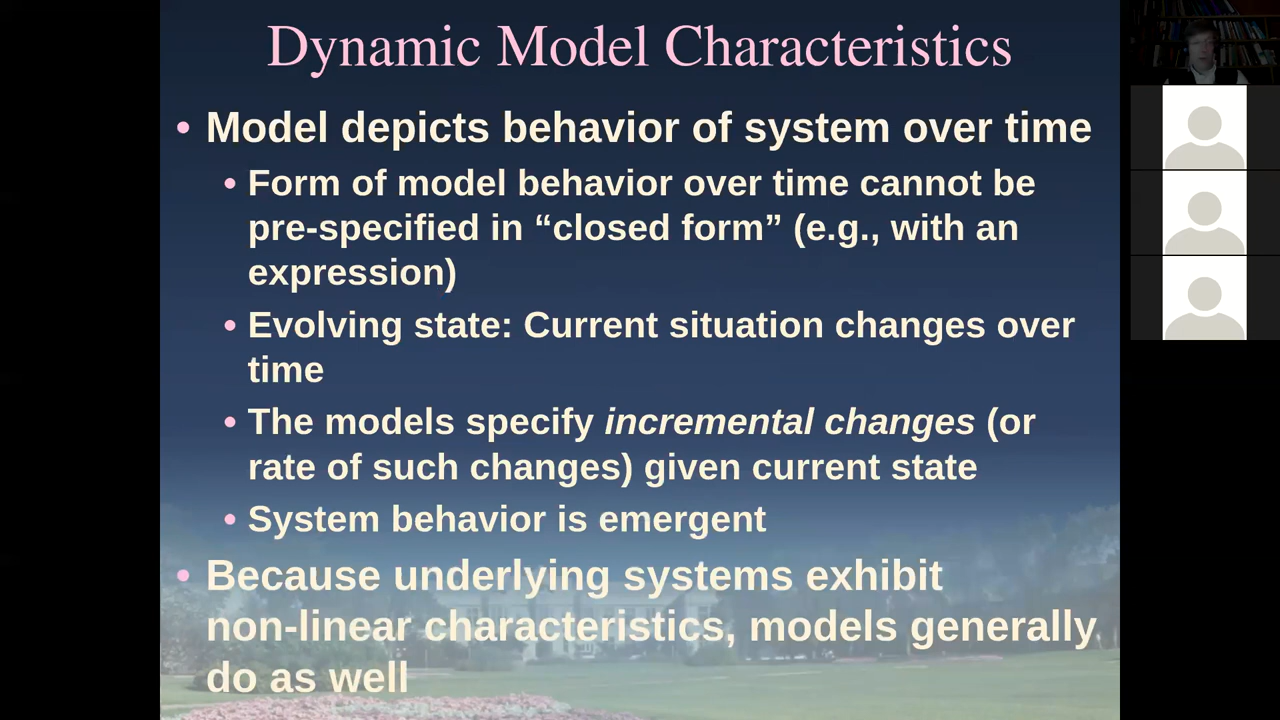 Dynamic Model Characteristics
• Model depicts behavior of system over time
• Form of model behavior over time cannot be
pre-specified in “closed form” (e.g., with an
expression)
• Evolving state: Current situation changes over
time
• The models specify incremental changes (or
rate of such changes) given current state
• System behavior is emergent
• Because underlying systems exhibit
non-linear characteristics, models generally
do as well